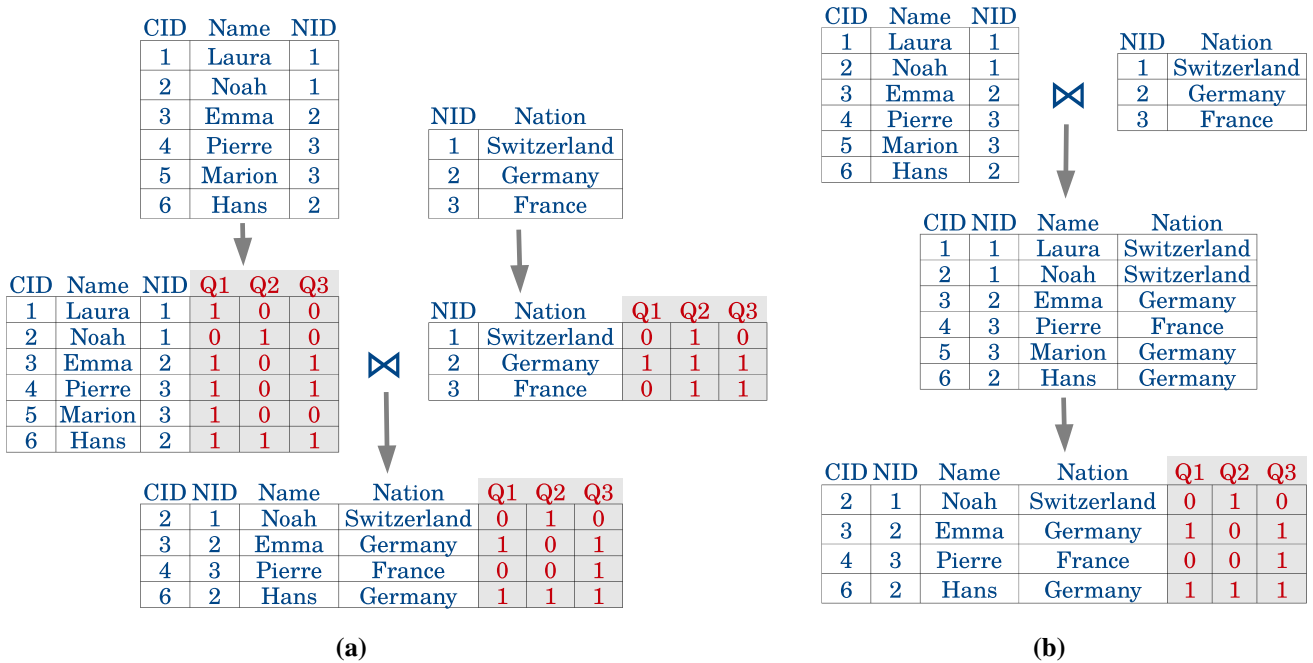 CID Name NID
1 Laura 1
2 Noah 1
3 Emma 2
4 Pierre 3
5 Marion 3
6 Hans 2
NID Nation
1 Switzerland
2 Germany
3 France
CID Name NID Q1 Q2 Q3
1 Laura 1 1 0 0
2 Noah 1 0 1 0
3 Emma 2 1 0 1
4 Pierre 3 1 0 1
5 Marion 3 1 0 0
6 Hans 2 1 1 1
⋈
NID Nation Q1 Q2 Q3
1 Switzerland 0 1 0
2 Germany 1 1 1
3 France 0 1 1
CID NID Name Nation Q1 Q2 Q3
2 1 Noah Switzerland 0 1 0
3 2 Emma Germany 1 0 1
4 3 Pierre France 0 0 1
6 2 Hans Germany 1 1 1
(a)
CID Name NID
1 Laura 1
2 Noah 1
3 Emma 2
4 Pierre 3
5 Marion 3
6 Hans 2
⋈
NID Nation
1 Switzerland
2 Germany
3 France
CID NID Name Nation
1 1 Laura Switzerland
2 1 Noah Switzerland
3 2 Emma Germany
4 3 Pierre France
5 3 Marion Germany
6 2 Hans Germany
CID NID Name Nation Q1 Q2 Q3
2 1 Noah Switzerland 0 1 0
3 2 Emma Germany 1 0 1
4 3 Pierre France 0 0 1
6 2 Hans Germany 1 1 1
(b)